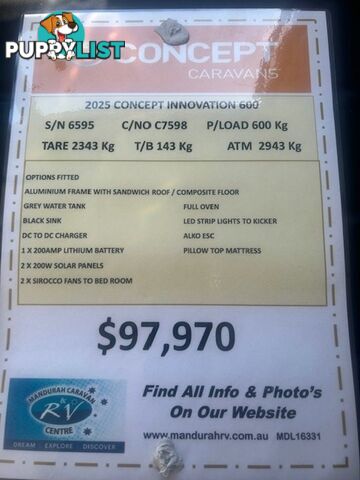 PUPPYLIST
CONCEPT
CARAVANS
2025 CONCEPT INNOVATION 600
S/N 6595 C/NO C7598 P/LOAD 600 Kg
TARE 2343 Kg T/B 143 Kg ATM 2943 Kg
OPTIONS FITTED
ALUMINIUM FRAME WITH SANDWICH ROOF / COMPOSITE FLOOR
GREY WATER TANK FULL OVEN
BLACK SINK LED STRIP LIGHTS TO KICKER
DC TO DC CHARGER ALKO ESC
1 X 200AMP LITHIUM BATTERY PILLOW TOP MATTRESS
2 X 200W SOLAR PANELS
2 X SIROCCO FANS TO BED ROOM
$97,970
MANDURAH CARAVAN
& RV
CENTRE
DREAM EXPLORE DISCOVER
Find All Info & Photo's
On Our Website
www.mandurahrv.com.au MDL16331